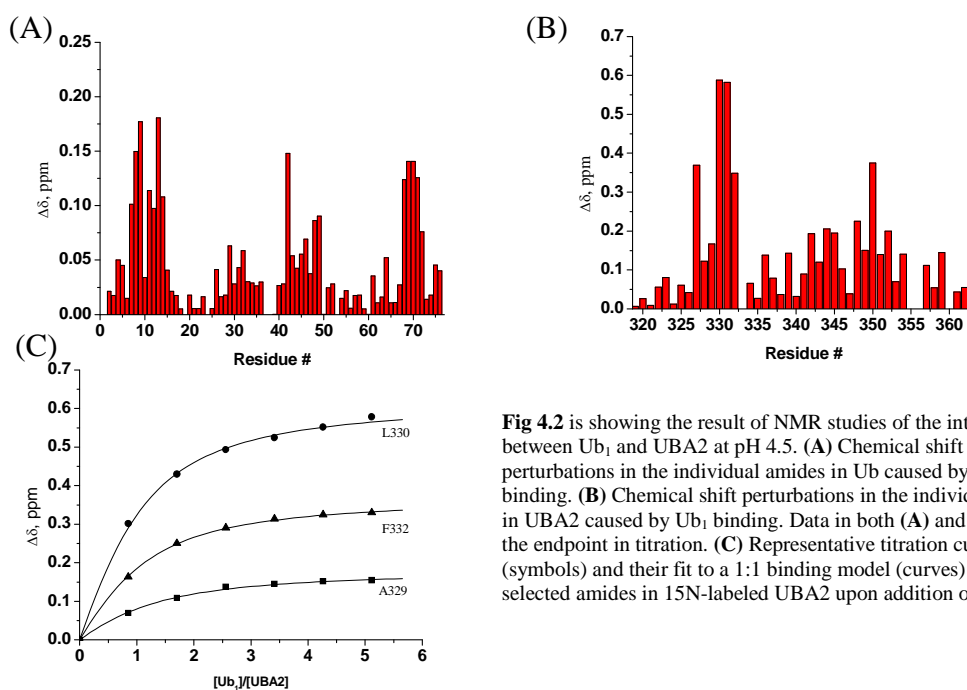 (A)
0.25
0.20
0.15
0.10
0.05
0.00
Δδ, ppm
0 10 20 30 40 50 60 70
Residue #
(B)
0.7
0.6
0.5
0.4
0.3
0.2
0.1
0.0
Δδ, ppm
320 325 330 335 340 345 350 355 360
Residue #
(C)
0.7
0.6
0.5
0.4
0.3
0.2
0.1
0.0
Δδ, ppm
L330
F332
A329
0 1 2 3 4 5 6
[Ub₁]/[UBA2]
Fig 4.2 is showing the result of NMR studies of the int
between Ub₁ and UBA2 at pH 4.5. (A) Chemical shift
perturbations in the individual amides in Ub caused by
binding. (B) Chemical shift perturbations in the individ
in UBA2 caused by Ub₁ binding. Data in both (A) and
the endpoint in titration. (C) Representative titration cu
(symbols) and their fit to a 1:1 binding model (curves)
selected amides in 15N-labeled UBA2 upon addition o